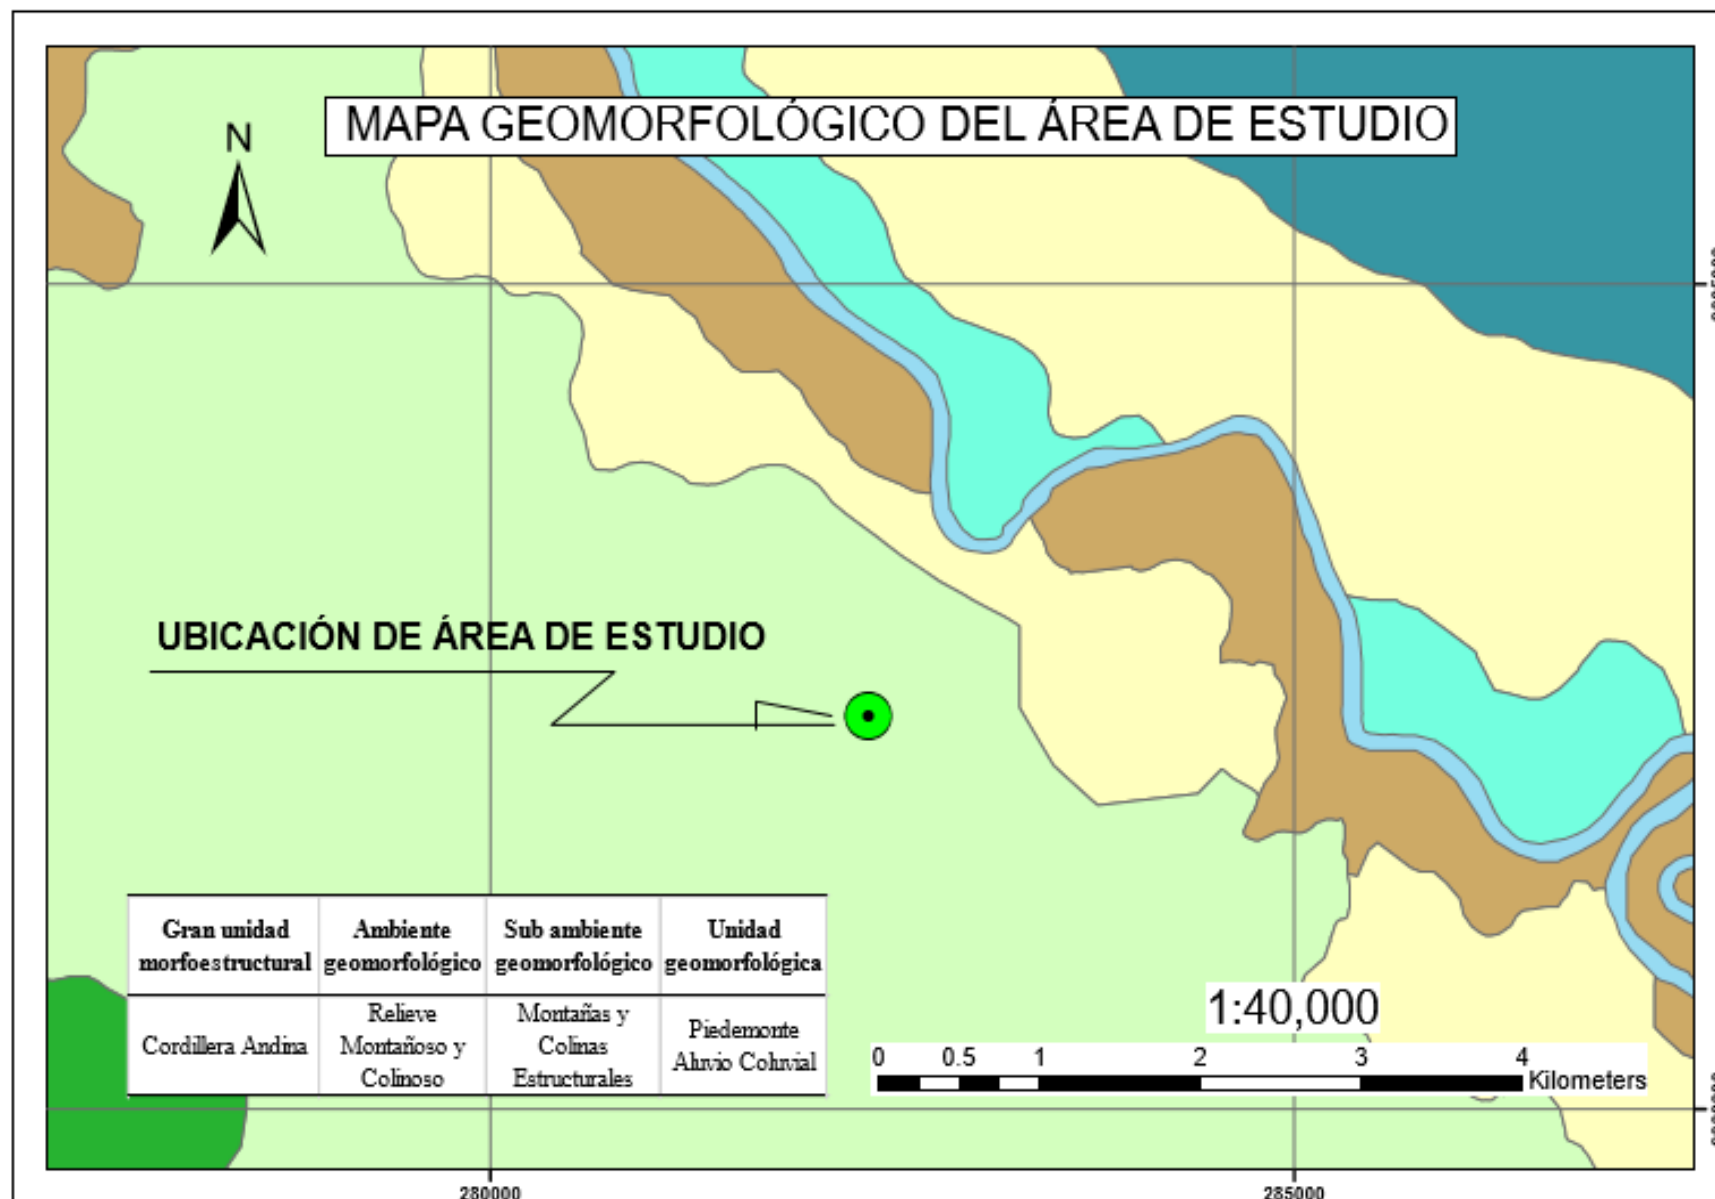 MAPA GEOMORFOLÓGICO DEL ÁREA DE ESTUDIO
N
UBICACIÓN DE ÁREA DE ESTUDIO
Gran unidad morfoestructural
Ambiente geomorfológico
Sub ambiente geomorfológico
Unidad geomorfológica
Cordillera Andina
Relieve Montañoso y Colinoso
Montañas y Colinas Estructurales
Piedemonte Aluvio Coluvial
1:40,000
0 0.5 1 2 3 4
Kilometers
280000 285000